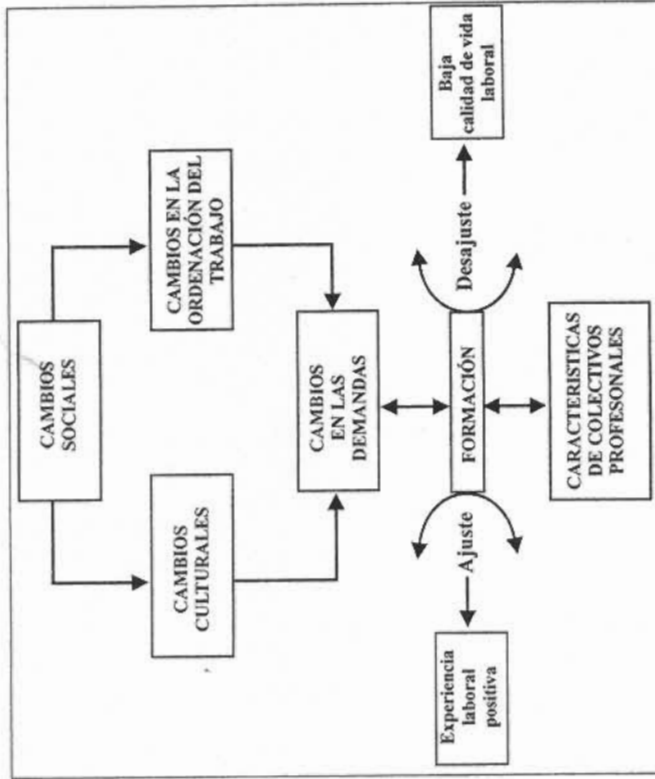 CAMBIOS
SOCIALES
CAMBIOS
CULTURALES
CAMBIOS EN LA
ORDENACIÓN DEL
TRABAJO
CAMBIOS
EN LAS
DEMANDAS
Experiencia
laboral
positiva
Ajuste
FORMACIÓN
Desajuste
Baja
calidad de vida
laboral
CARACTERISTICAS
DE COLECTIVOS
PROFESONALES